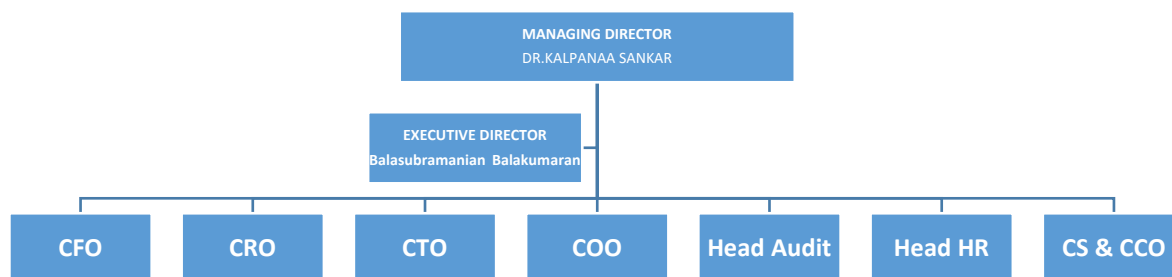 MANAGING DIRECTOR
DR.KALPANAA SANKAR
EXECUTIVE DIRECTOR
Balasubramanian Balakumaran
CFO
CRO
CTO
COO
Head Audit
Head HR
CS & CCO